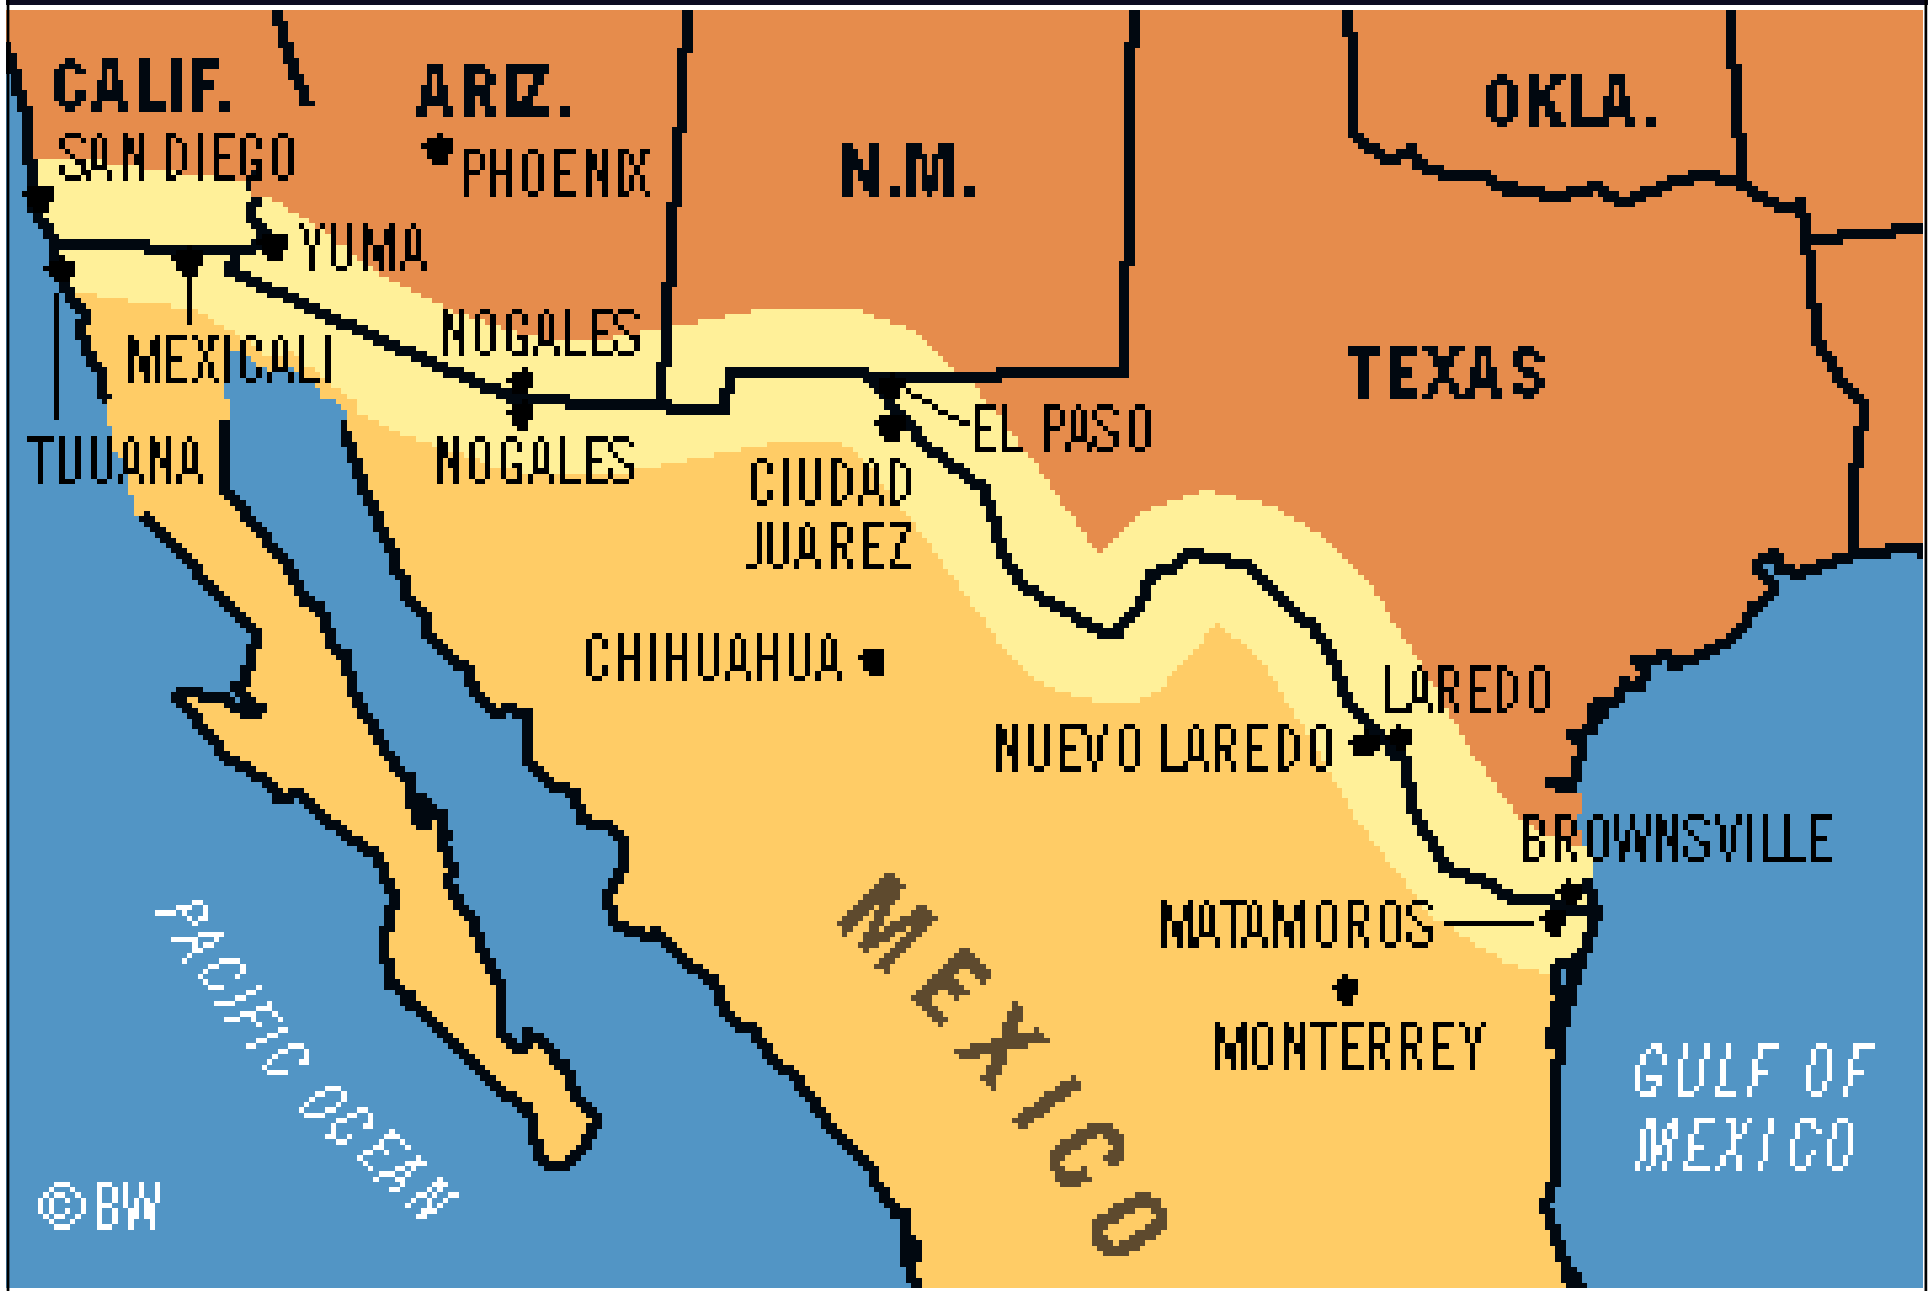 CALIF.
ARIZ.
OKLA.
SAN DIEGO
PHOENIX
N.M.
YUMA
NOGALES
MEXICALI
TEXAS
EL PASO
TIJUANA
NOGALES
CIUDAD
JUAREZ
CHIHUAHUA
LAREDO
NUEVO LAREDO
BROWNSVILLE
MATAMOROS
MEXICO
PACIFIC OCEAN
MONTERREY
GULF OF
MEXICO
©BW